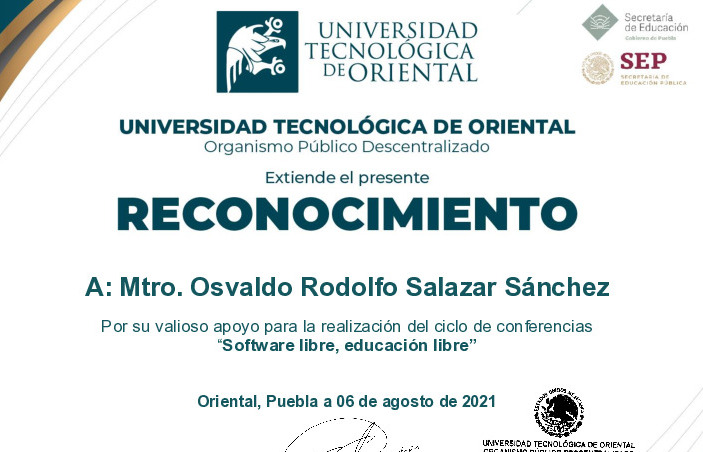 UNIVERSIDAD
TECNOLÓGICA
DE ORIENTAL
Secretaría
de Educación
Gobierno de Puebla
SEP
SECRETARÍA DE
EDUCACIÓN PÚBLICA
UNIVERSIDAD TECNOLÓGICA DE ORIENTAL
Organismo Público Descentralizado
Extiende el presente
RECONOCIMIENTO
A: Mtro. Osvaldo Rodolfo Salazar Sánchez
Por su valioso apoyo para la realización del ciclo de conferencias
“Software libre, educación libre”
Oriental, Puebla a 06 de agosto de 2021
UNIVERSIDAD TECNOLÓGICA DE ORIENTAL
ORGANISMO PÚBLICO DESCENTRALIZADO